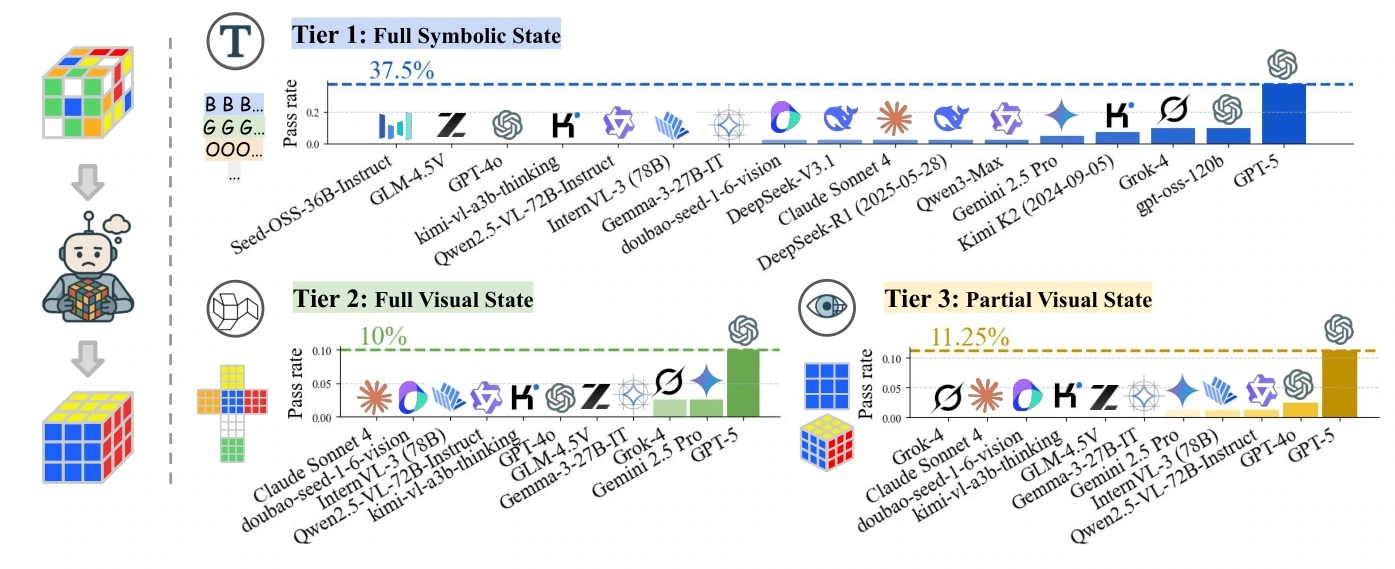 T
Tier 1: Full Symbolic State
B B B...
G G G...
OOO...
...
37.5%
Pass rate
0.2
0.0
Seed-OSS-36B-Instruct
GLM-4.5V
GPT-4o
kimi-vl-a3b-thinking
Qwen2.5-VL-72B-Instruct
InternVL-3 (78B)
Gemma-3-27B-IT
doubao-seed-1-6-vision
DeepSeek-V3.1
Claude Sonnet 4
DeepSeek-R1 (2025-05-28)
Qwen3-Max
Gemini 2.5 Pro
Kimi K2 (2024-09-05)
Grok-4
gpt-oss-120b
GPT-5
Tier 2: Full Visual State
10%
Pass rate
0.10
0.05
0.00
Claude Sonnet 4
doubao-seed-1-6-vision
InternVL-3 (78B)
Qwen2.5-VL-72B-Instruct
kimi-vl-a3b-thinking
GPT-4o
GLM-4.5V
Gemma-3-27B-IT
Grok-4
Gemini 2.5 Pro
GPT-5
Tier 3: Partial Visual State
11.25%
Pass rate
0.10
0.05
0.00
Grok-4
Claude Sonnet 4
doubao-seed-1-6-vision
kimi-vl-a3b-thinking
GLM-4.5V
Gemma-3-27B-IT
Gemini 2.5 Pro
InternVL-3 (78B)
Qwen2.5-VL-72B-Instruct
GPT-4o
GPT-5